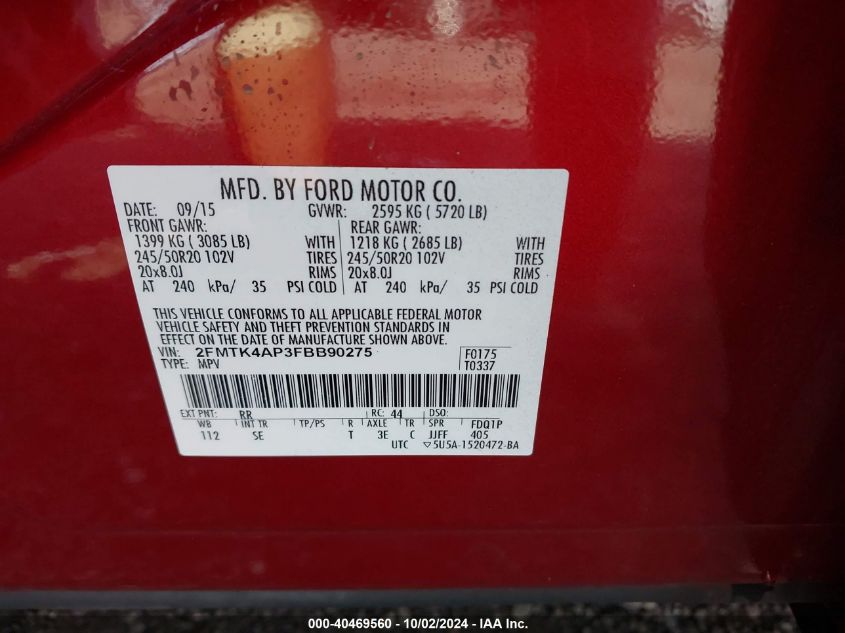 MFD. BY FORD MOTOR CO.
DATE: 09/15 GVWR: 2595 KG ( 5720 LB)
FRONT GAWR: REAR GAWR:
1399 KG ( 3085 LB) WITH 1218 KG ( 2685 LB) WITH
245/50R20 102V TIRES 245/50R20 102V TIRES
20x8.0J RIMS 20x8.0J RIMS
AT 240 kPa/ 35 PSI COLD AT 240 kPa/ 35 PSI COLD
THIS VEHICLE CONFORMS TO ALL APPLICABLE FEDERAL MOTOR
VEHICLE SAFETY AND THEFT PREVENTION STANDARDS IN
EFFECT ON THE DATE OF MANUFACTURE SHOWN ABOVE.
VIN: 2FMTK4AP3FBB90275 F0175
TYPE: MPV T0337
EXT PNT: RR RC: 44 DSO:
WB INT TR TP/PS R AXLE TR SPR FDQ1P
112 SE T 3E C JJFF 405
UTC ▽5U5A-1520472-BA
000-40469560 - 10/02/2024 - IAA Inc.